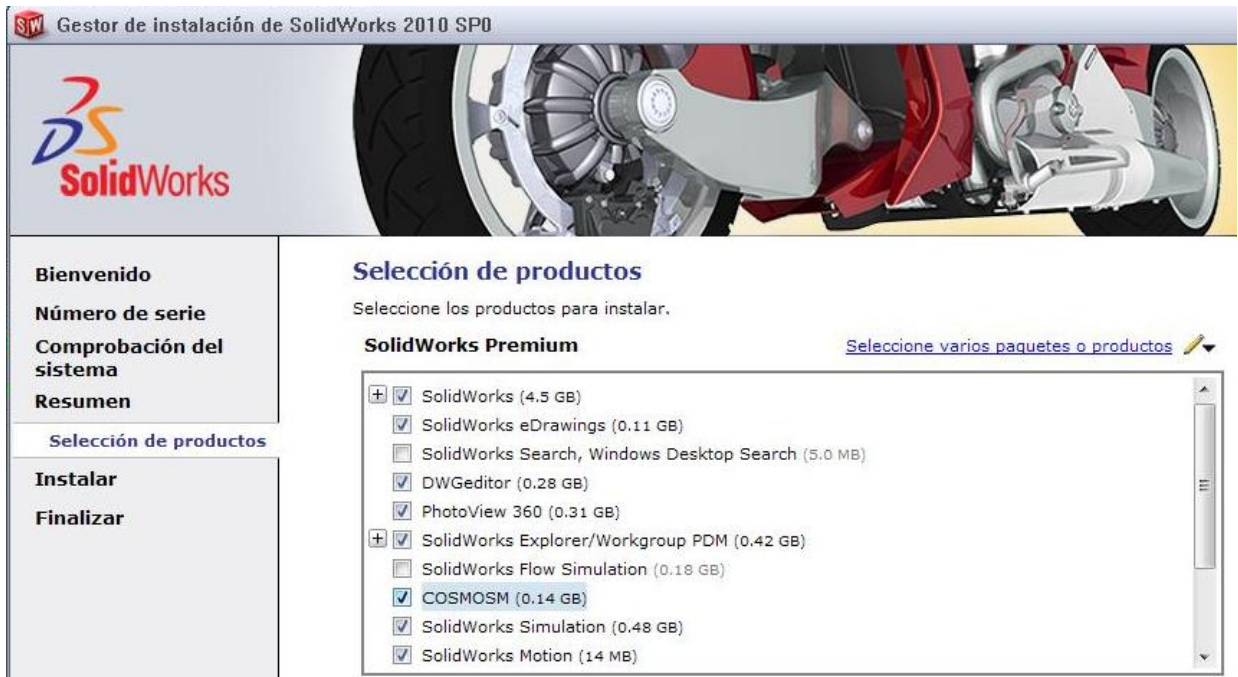 Gestor de instalación de SolidWorks 2010 SP0
SolidWorks
Bienvenido
Número de serie
Comprobación del
sistema
Resumen
Selección de productos
Instalar
Finalizar
Selección de productos
Seleccione los productos para instalar.
SolidWorks Premium
Seleccione varios paquetes o productos
SolidWorks (4.5 GB)
SolidWorks eDrawings (0.11 GB)
SolidWorks Search, Windows Desktop Search (5.0 MB)
DWGeditor (0.28 GB)
PhotoView 360 (0.31 GB)
SolidWorks Explorer/Workgroup PDM (0.42 GB)
SolidWorks Flow Simulation (0.18 GB)
COSMOSM (0.14 GB)
SolidWorks Simulation (0.48 GB)
SolidWorks Motion (14 MB)